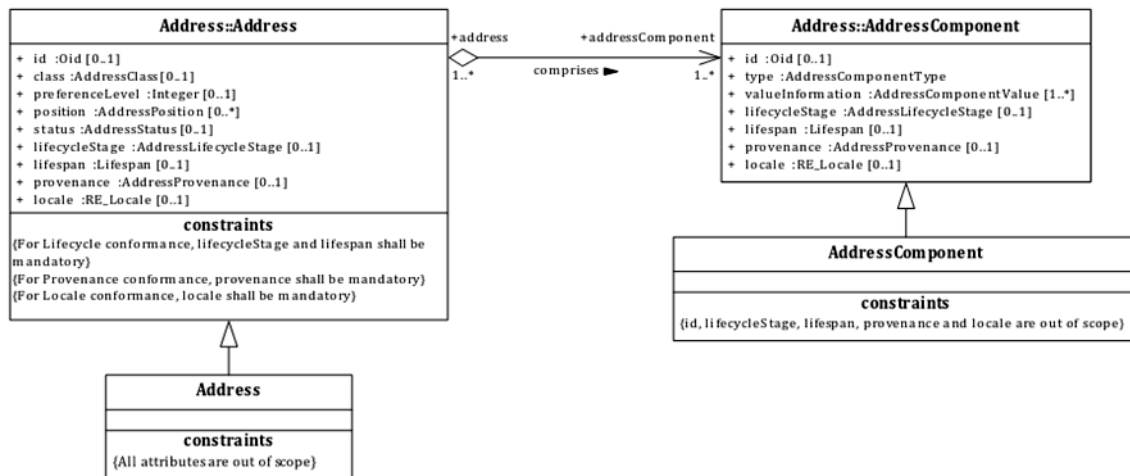 Address::Address
+ id :Oid [0..1]
+ class :AddressClass[0..1]
+ preferenceLevel :Integer [0..1]
+ position :AddressPosition [0..*]
+ status :AddressStatus [0..1]
+ lifecycleStage :AddressLifecycleStage [0..1]
+ lifespan :Lifespan [0..1]
+ provenance :AddressProvenance [0..1]
+ locale :RE_Locale [0..1]
constraints
{For Lifecycle conformance, lifecycleStage and lifespan shall be
mandatory}
{For Provenance conformance, provenance shall be mandatory}
{For Locale conformance, locale shall be mandatory}
+address
1..*
comprises
+addressComponent
1..*
Address::AddressComponent
+ id :Oid [0..1]
+ type :AddressComponentType
+ valueInformation :AddressComponentValue [1..*]
+ lifecycleStage :AddressLifecycleStage [0..1]
+ lifespan :Lifespan [0..1]
+ provenance :AddressProvenance [0..1]
+ locale :RE_Locale [0..1]
AddressComponent
constraints
{id, lifecycleStage, lifespan, provenance and locale are out of scope}
Address
constraints
{All attributes are out of scope}